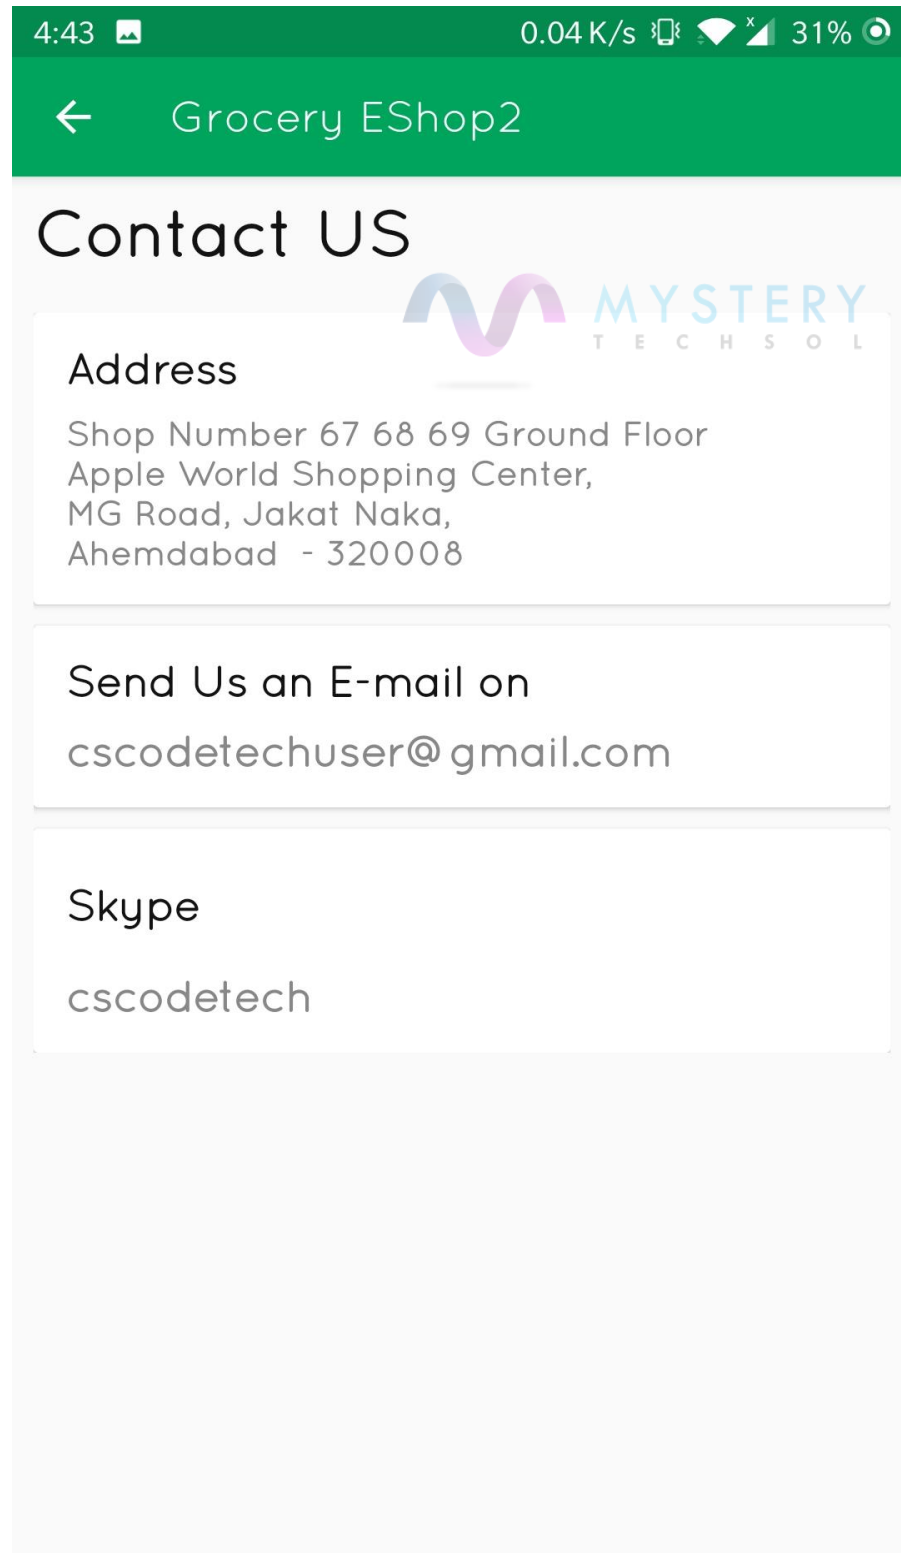 4:43 0.04 K/s x 31%
Grocery EShop2
Contact US
MYSTERY
TECHSOL
Address
Shop Number 67 68 69 Ground Floor
Apple World Shopping Center,
MG Road, Jakat Naka,
Ahemdabad - 320008
Send Us an E-mail on
cscodetechuser@gmail.com
Skype
cscodetech